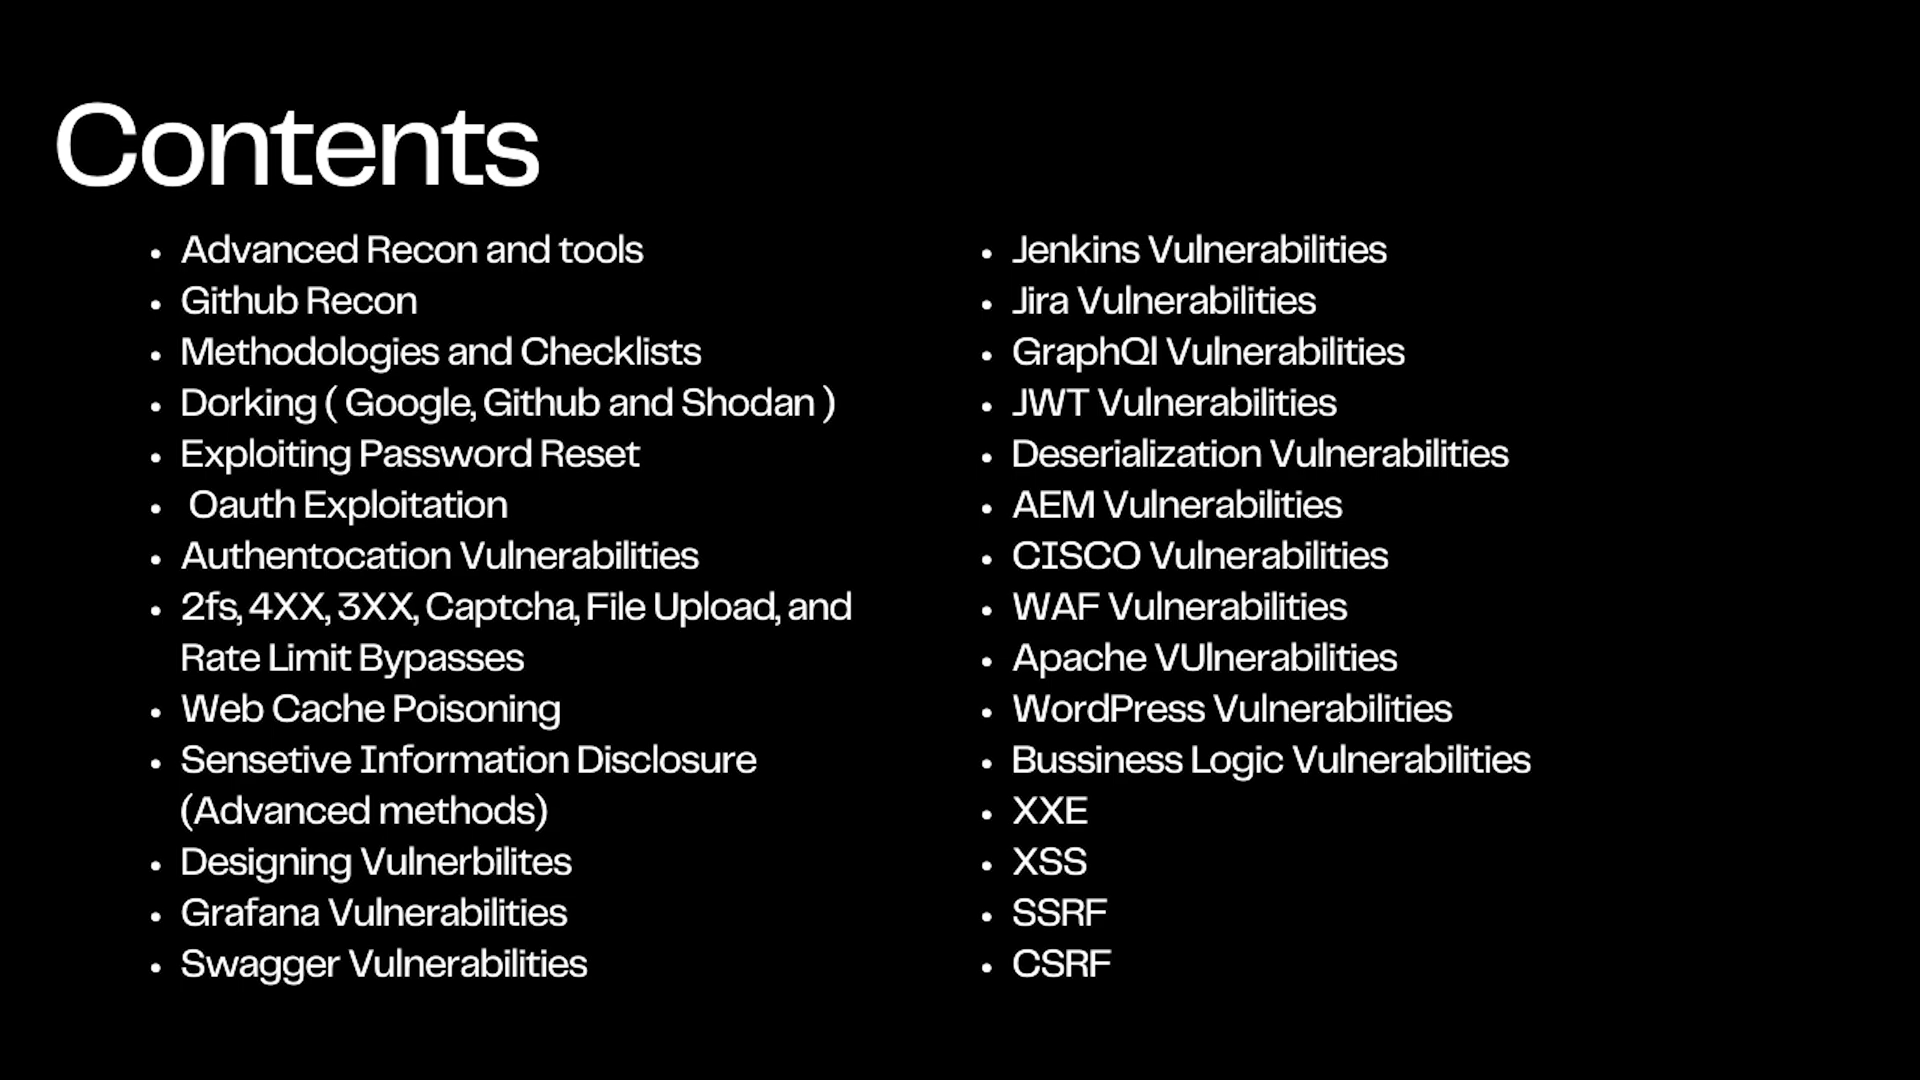 Contents
• Advanced Recon and tools
• Github Recon
• Methodologies and Checklists
• Dorking ( Google, Github and Shodan )
• Exploiting Password Reset
• Oauth Exploitation
• Authentocation Vulnerabilities
• 2fs, 4XX, 3XX, Captcha, File Upload, and
Rate Limit Bypasses
• Web Cache Poisoning
• Sensetive Information Disclosure
(Advanced methods)
• Designing Vulnerbilites
• Grafana Vulnerabilities
• Swagger Vulnerabilities
• Jenkins Vulnerabilities
• Jira Vulnerabilities
• GraphQl Vulnerabilities
• JWT Vulnerabilities
• Deserialization Vulnerabilities
• AEM Vulnerabilities
• CISCO Vulnerabilities
• WAF Vulnerabilities
• Apache VUlnerabilities
• WordPress Vulnerabilities
• Bussiness Logic Vulnerabilities
• XXE
• XSS
• SSRF
• CSRF